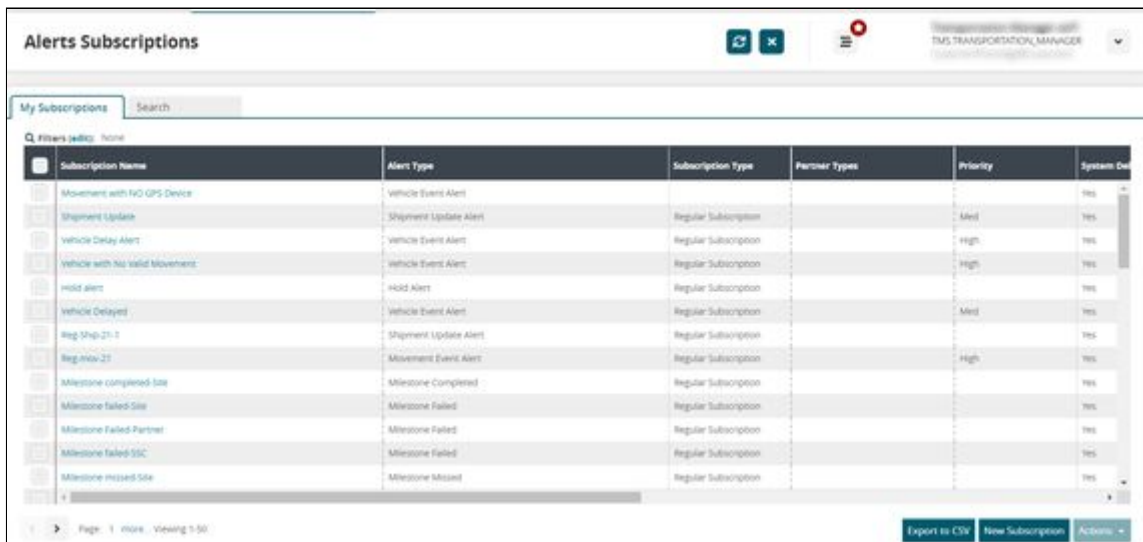 Alerts Subscriptions
TMS.TRANSPORTATION_MANAGER
My Subscriptions Search
Filters (edit): None
Subscription Name Alert Type Subscription Type Partner Types Priority System Del
Movement with NO GPS Device Vehicle Event Alert Yes
Shipment Update Shipment Update Alert Regular Subscription Med Yes
Vehicle Delay Alert Vehicle Event Alert Regular Subscription High Yes
Vehicle with No Valid Movement Vehicle Event Alert Regular Subscription High Yes
Hold alert Hold Alert Regular Subscription Yes
Vehicle Delayed Vehicle Event Alert Regular Subscription Med Yes
Reg-Ship-21-1 Shipment Update Alert Regular Subscription Yes
Reg-mov-21 Movement Event Alert Regular Subscription High Yes
Milestone completed-Site Milestone Completed Regular Subscription Yes
Milestone failed-Site Milestone Failed Regular Subscription Yes
Milestone Failed-Partner Milestone Failed Regular Subscription Yes
Milestone failed-SSC Milestone Failed Regular Subscription Yes
Milestone missed-Site Milestone Missed Regular Subscription Yes
Page: 1 more.. Viewing 1-50 Export to CSV New Subscription Actions